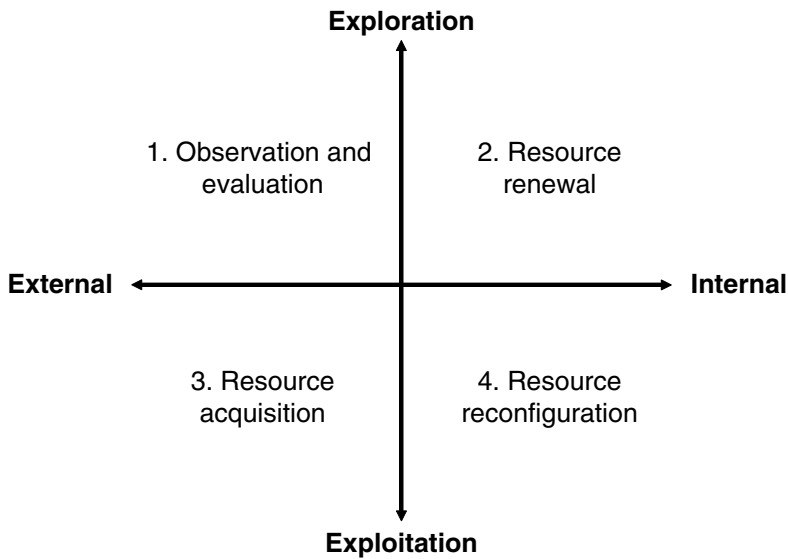 Exploration
1. Observation and
evaluation
2. Resource
renewal
External
Internal
3. Resource
acquisition
4. Resource
reconfiguration
Exploitation